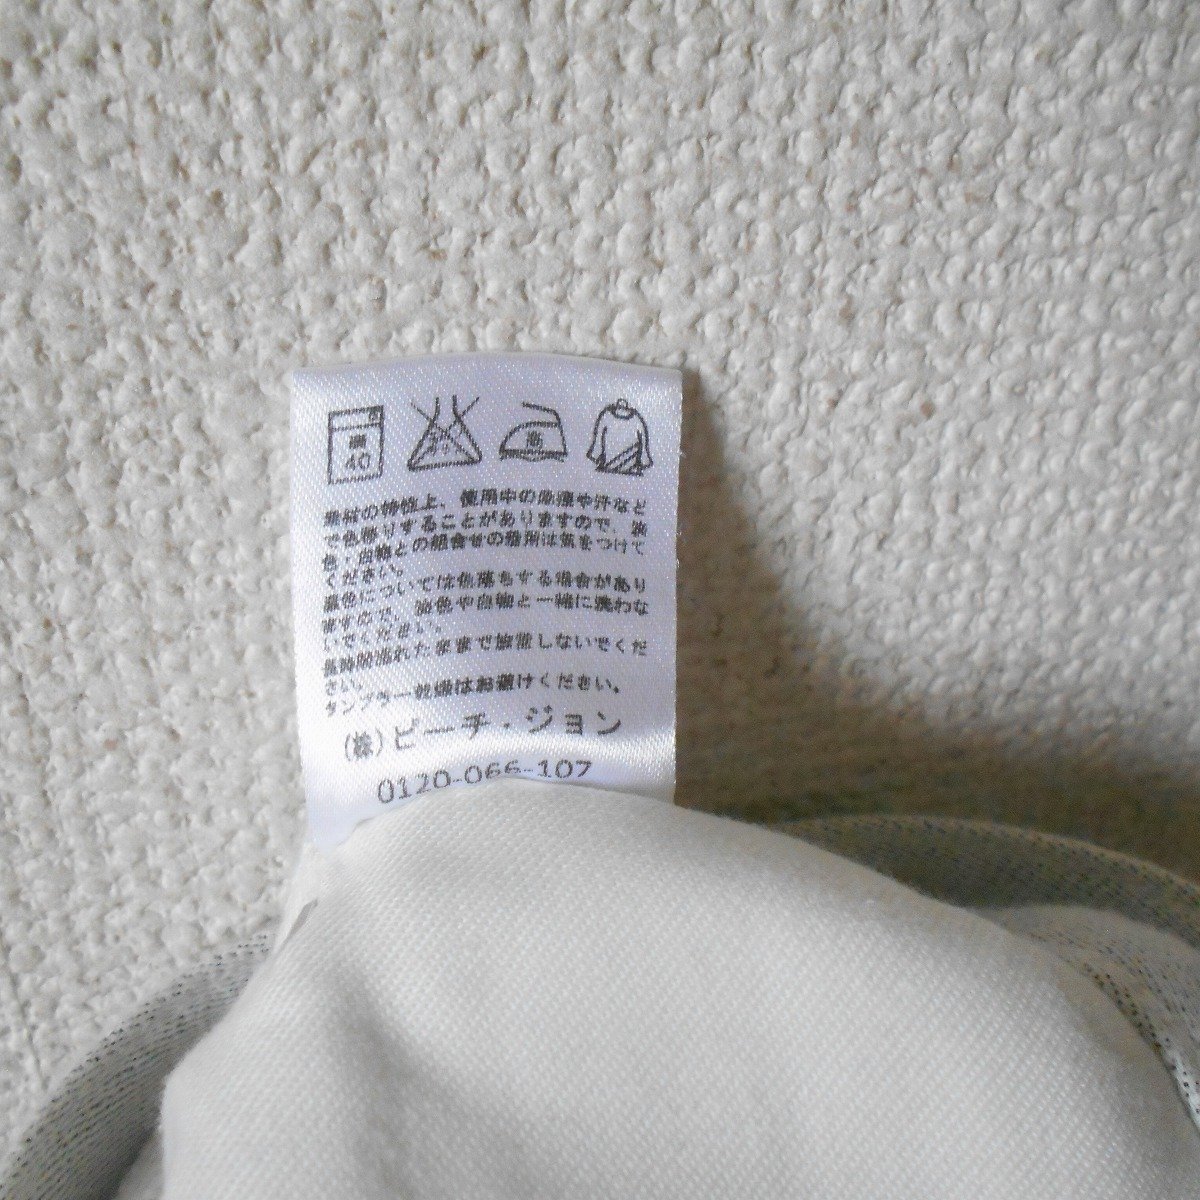 40
高
素材の特性上、使用中の摩擦や汗など
で色移りすることがありますので、淡
色・白物との組合せの着用は気をつけて
ください。
濃色については色落ちする場合があり
ますので、淡色や白物と一緒に洗わな
いでください。
長時間濡れたままで放置しないでくだ
さい。
タンブラー乾燥はお避けください。
(株)ピーチ・ジョン
0120-066-107